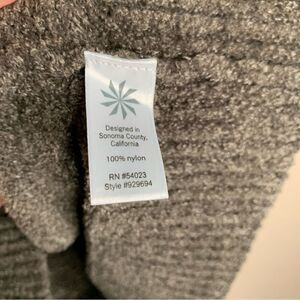 Designed in
Sonoma County,
California
100% nylon
RN #54023
Style #929694